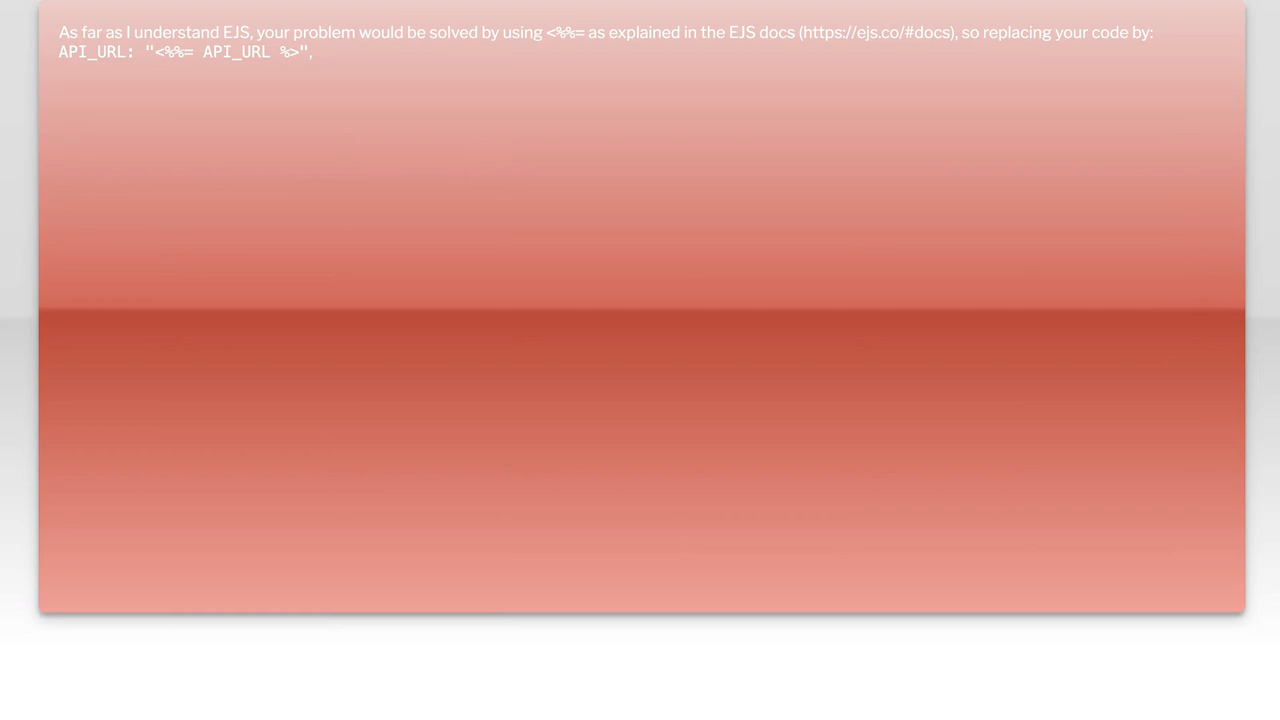 As far as I understand EJS, your problem would be solved by using <%%= as explained in the EJS docs (https://ejs.co/#docs), so replacing your code by:
API_URL: "<%%= API_URL %>",